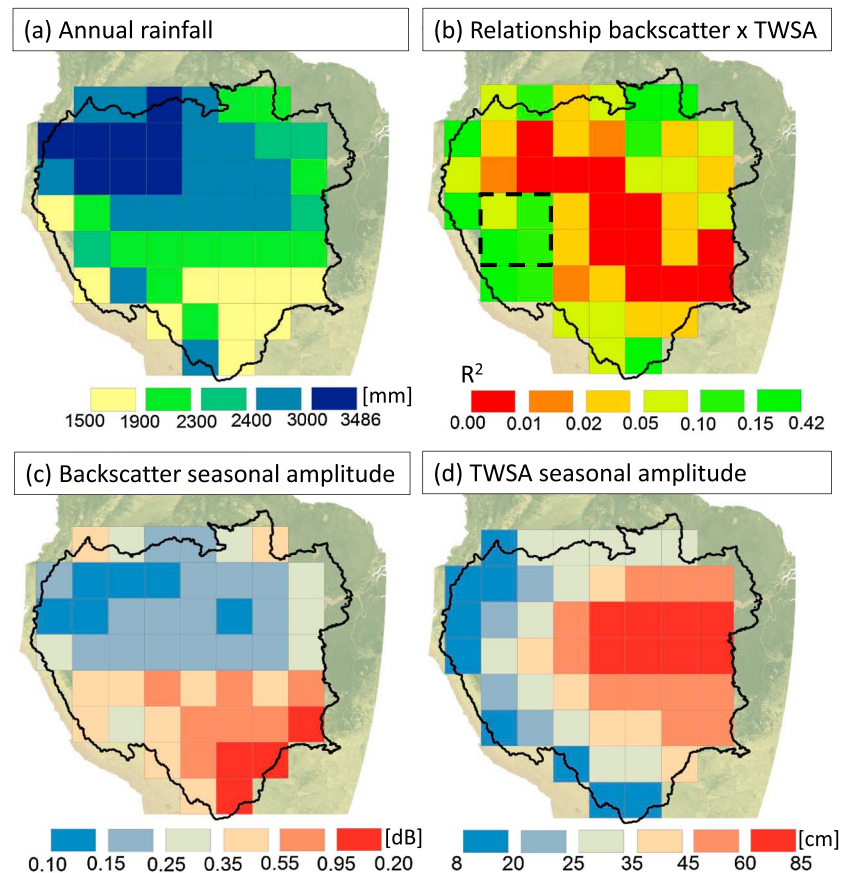 (a) Annual rainfall
(b) Relationship backscatter x TWSA
[mm]
1500 1900 2300 2400 3000 3486
R²
0.00 0.01 0.02 0.05 0.10 0.15 0.42
(c) Backscatter seasonal amplitude
(d) TWSA seasonal amplitude
[dB]
0.10 0.15 0.25 0.35 0.55 0.95 0.20
[cm]
8 20 25 35 45 60 85